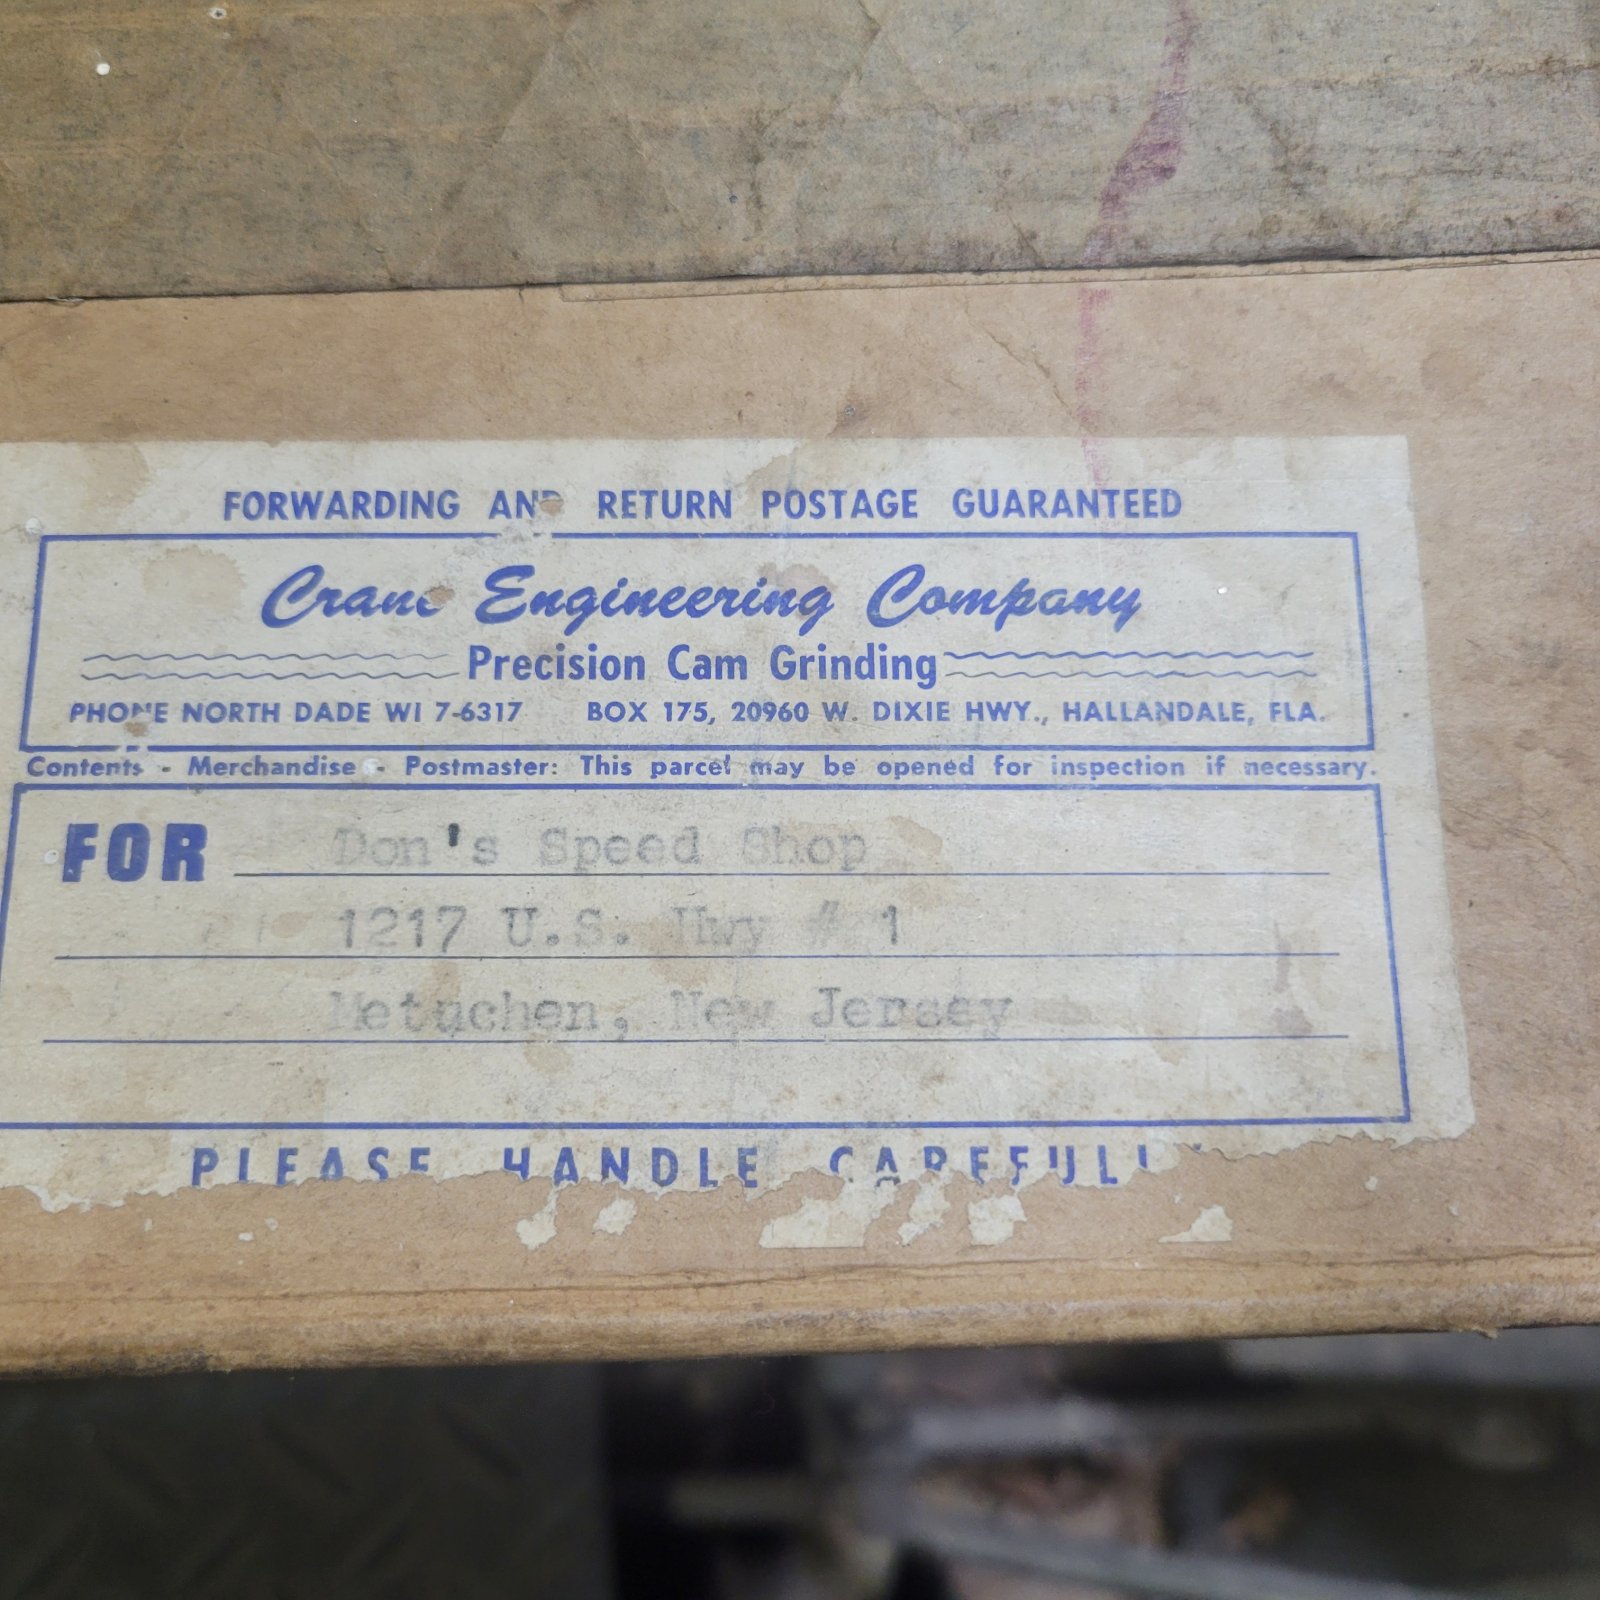 FORWARDING AND RETURN POSTAGE GUARANTEED
Crane Engineering Company
Precision Cam Grinding
PHONE NORTH DADE WI 7-6317 BOX 175, 20960 W. DIXIE HWY., HALLANDALE, FLA.
Contents - Merchandise - Postmaster: This parcel may be opened for inspection if necessary.
FOR Don's Speed Shop
1217 U.S. Hwy # 1
Metuchen, New Jersey
PLEASE HANDLE CAREFULLY